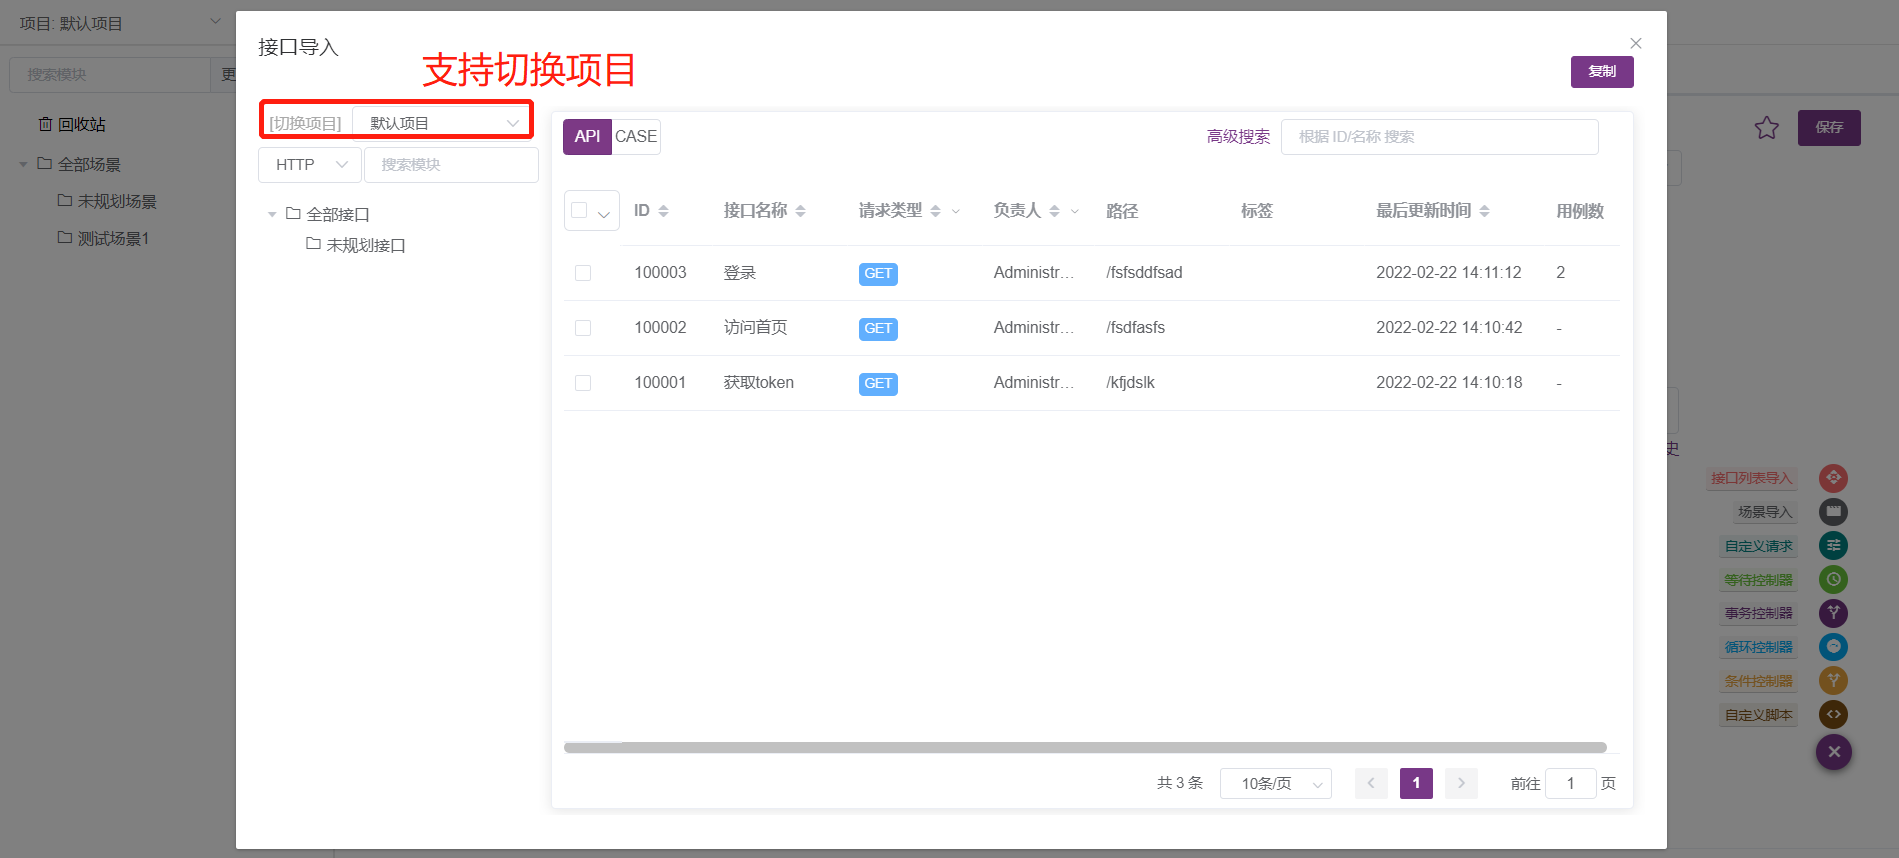 项目: 默认项目
搜索模块
更
回收站
全部场景
未规划场景
测试场景1
接口导入
支持切换项目
复制
[切换项目]
默认项目
HTTP
搜索模块
全部接口
未规划接口
API
CASE
高级搜索
根据 ID/名称 搜索
ID 接口名称 请求类型 负责人 路径 标签 最后更新时间 用例数
100003 登录 GET Administr... /fsfsddfsad 2022-02-22 14:11:12 2
100002 访问首页 GET Administr... /fsdfasfs 2022-02-22 14:10:42 -
100001 获取token GET Administr... /kfjdslk 2022-02-22 14:10:18 -
共 3 条 10条/页 1 前往 1 页
保存
史
接口列表导入
场景导入
自定义请求
等待控制器
事务控制器
循环控制器
条件控制器
自定义脚本